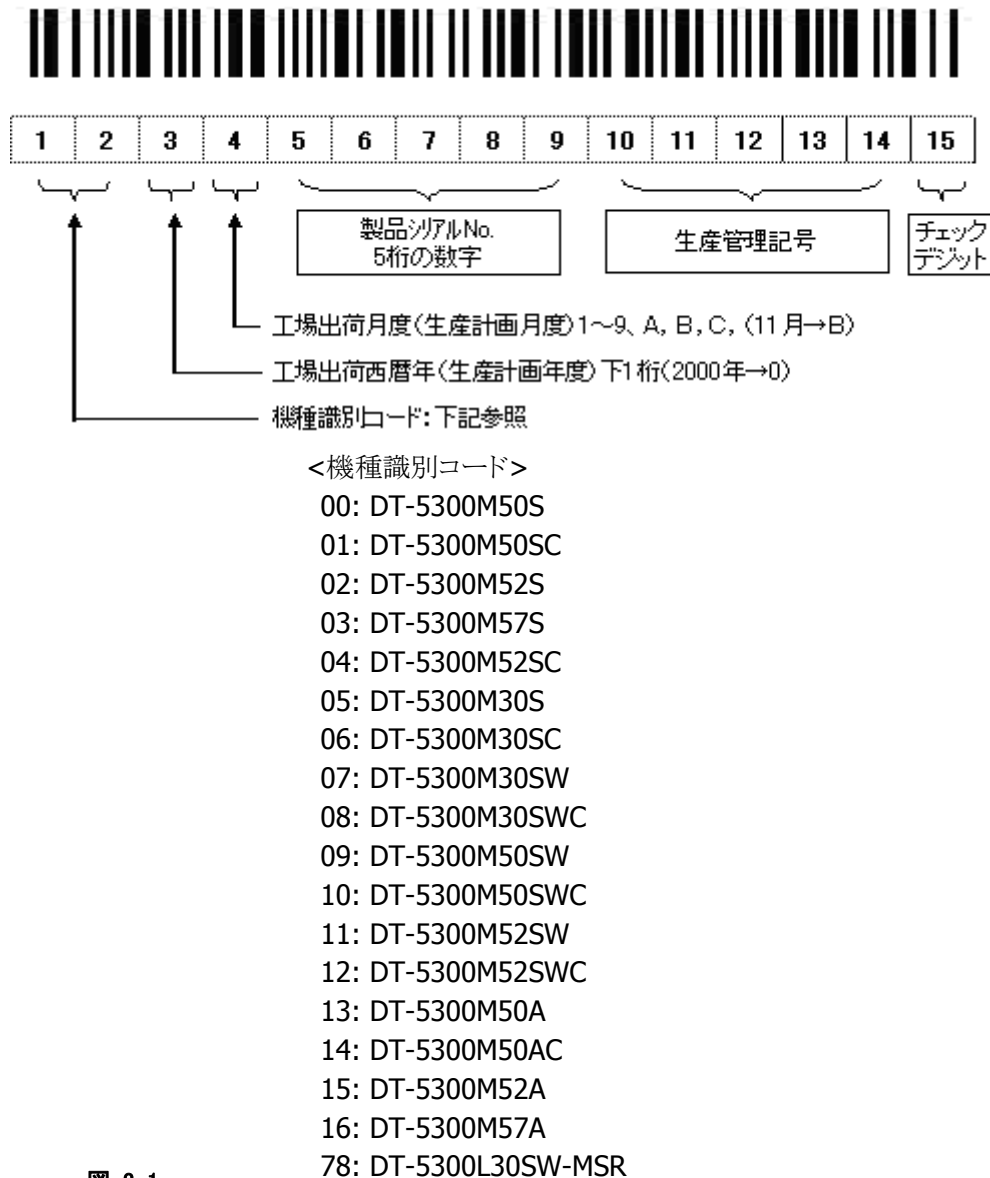 1 2 3 4 5 6 7 8 9 10 11 12 13 14 15
製品シリアルNo.
5桁の数字
生産管理記号
チェック
デジット
工場出荷月度(生産計画月度)1～9、A, B, C, (11月→B)
工場出荷西暦年(生産計画年度)下1桁(2000年→0)
機種識別コード:下記参照
<機種識別コード>
00: DT-5300M50S
01: DT-5300M50SC
02: DT-5300M52S
03: DT-5300M57S
04: DT-5300M52SC
05: DT-5300M30S
06: DT-5300M30SC
07: DT-5300M30SW
08: DT-5300M30SWC
09: DT-5300M50SW
10: DT-5300M50SWC
11: DT-5300M52SW
12: DT-5300M52SWC
13: DT-5300M50A
14: DT-5300M50AC
15: DT-5300M52A
16: DT-5300M57A
78: DT-5300L30SW-MSR